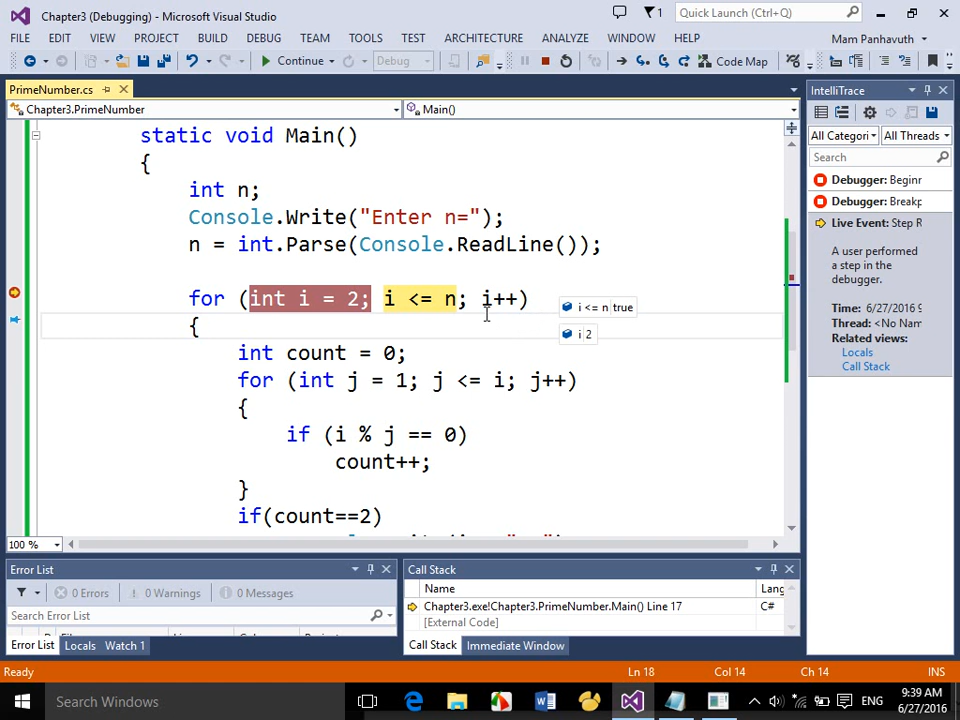 Chapter3 (Debugging) - Microsoft Visual Studio
1
Quick Launch (Ctrl+Q)
FILE EDIT VIEW PROJECT BUILD DEBUG TEAM TOOLS TEST ARCHITECTURE ANALYZE WINDOW HELP
Mam Panhavuth
Continue
Debug
Code Map
PrimeNumber.cs
IntelliTrace
Chapter3.PrimeNumber
Main()
All Categori
All Threads
Search
static void Main()
{
int n;
Console.Write("Enter n=");
n = int.Parse(Console.ReadLine());
for (int i = 2; i <= n; i++)
i <= n true
{
i 2
int count = 0;
for (int j = 1; j <= i; j++)
{
if (i % j == 0)
count++;
}
if(count==2)
Debugger: Beginr
Debugger: Breakp
Live Event: Step R
A user performed
a step in the
debugger.
Time: 6/27/2016 9
Thread: <No Nam
Related views:
Locals
Call Stack
100 %
Error List
0 Errors
0 Warnings
0 Messages
Search Error List
Error List Locals Watch 1
Call Stack
Name
Lang
Chapter3.exe!Chapter3.PrimeNumber.Main() Line 17
C#
[External Code]
Call Stack Immediate Window
Ready
Ln 18
Col 14
Ch 14
INS
Search Windows
ENG
9:39 AM
6/27/2016